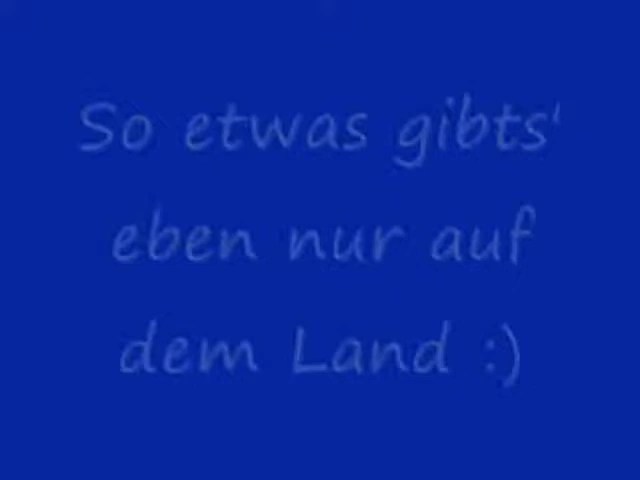 So etwas gibts'
eben nur auf
dem Land :)